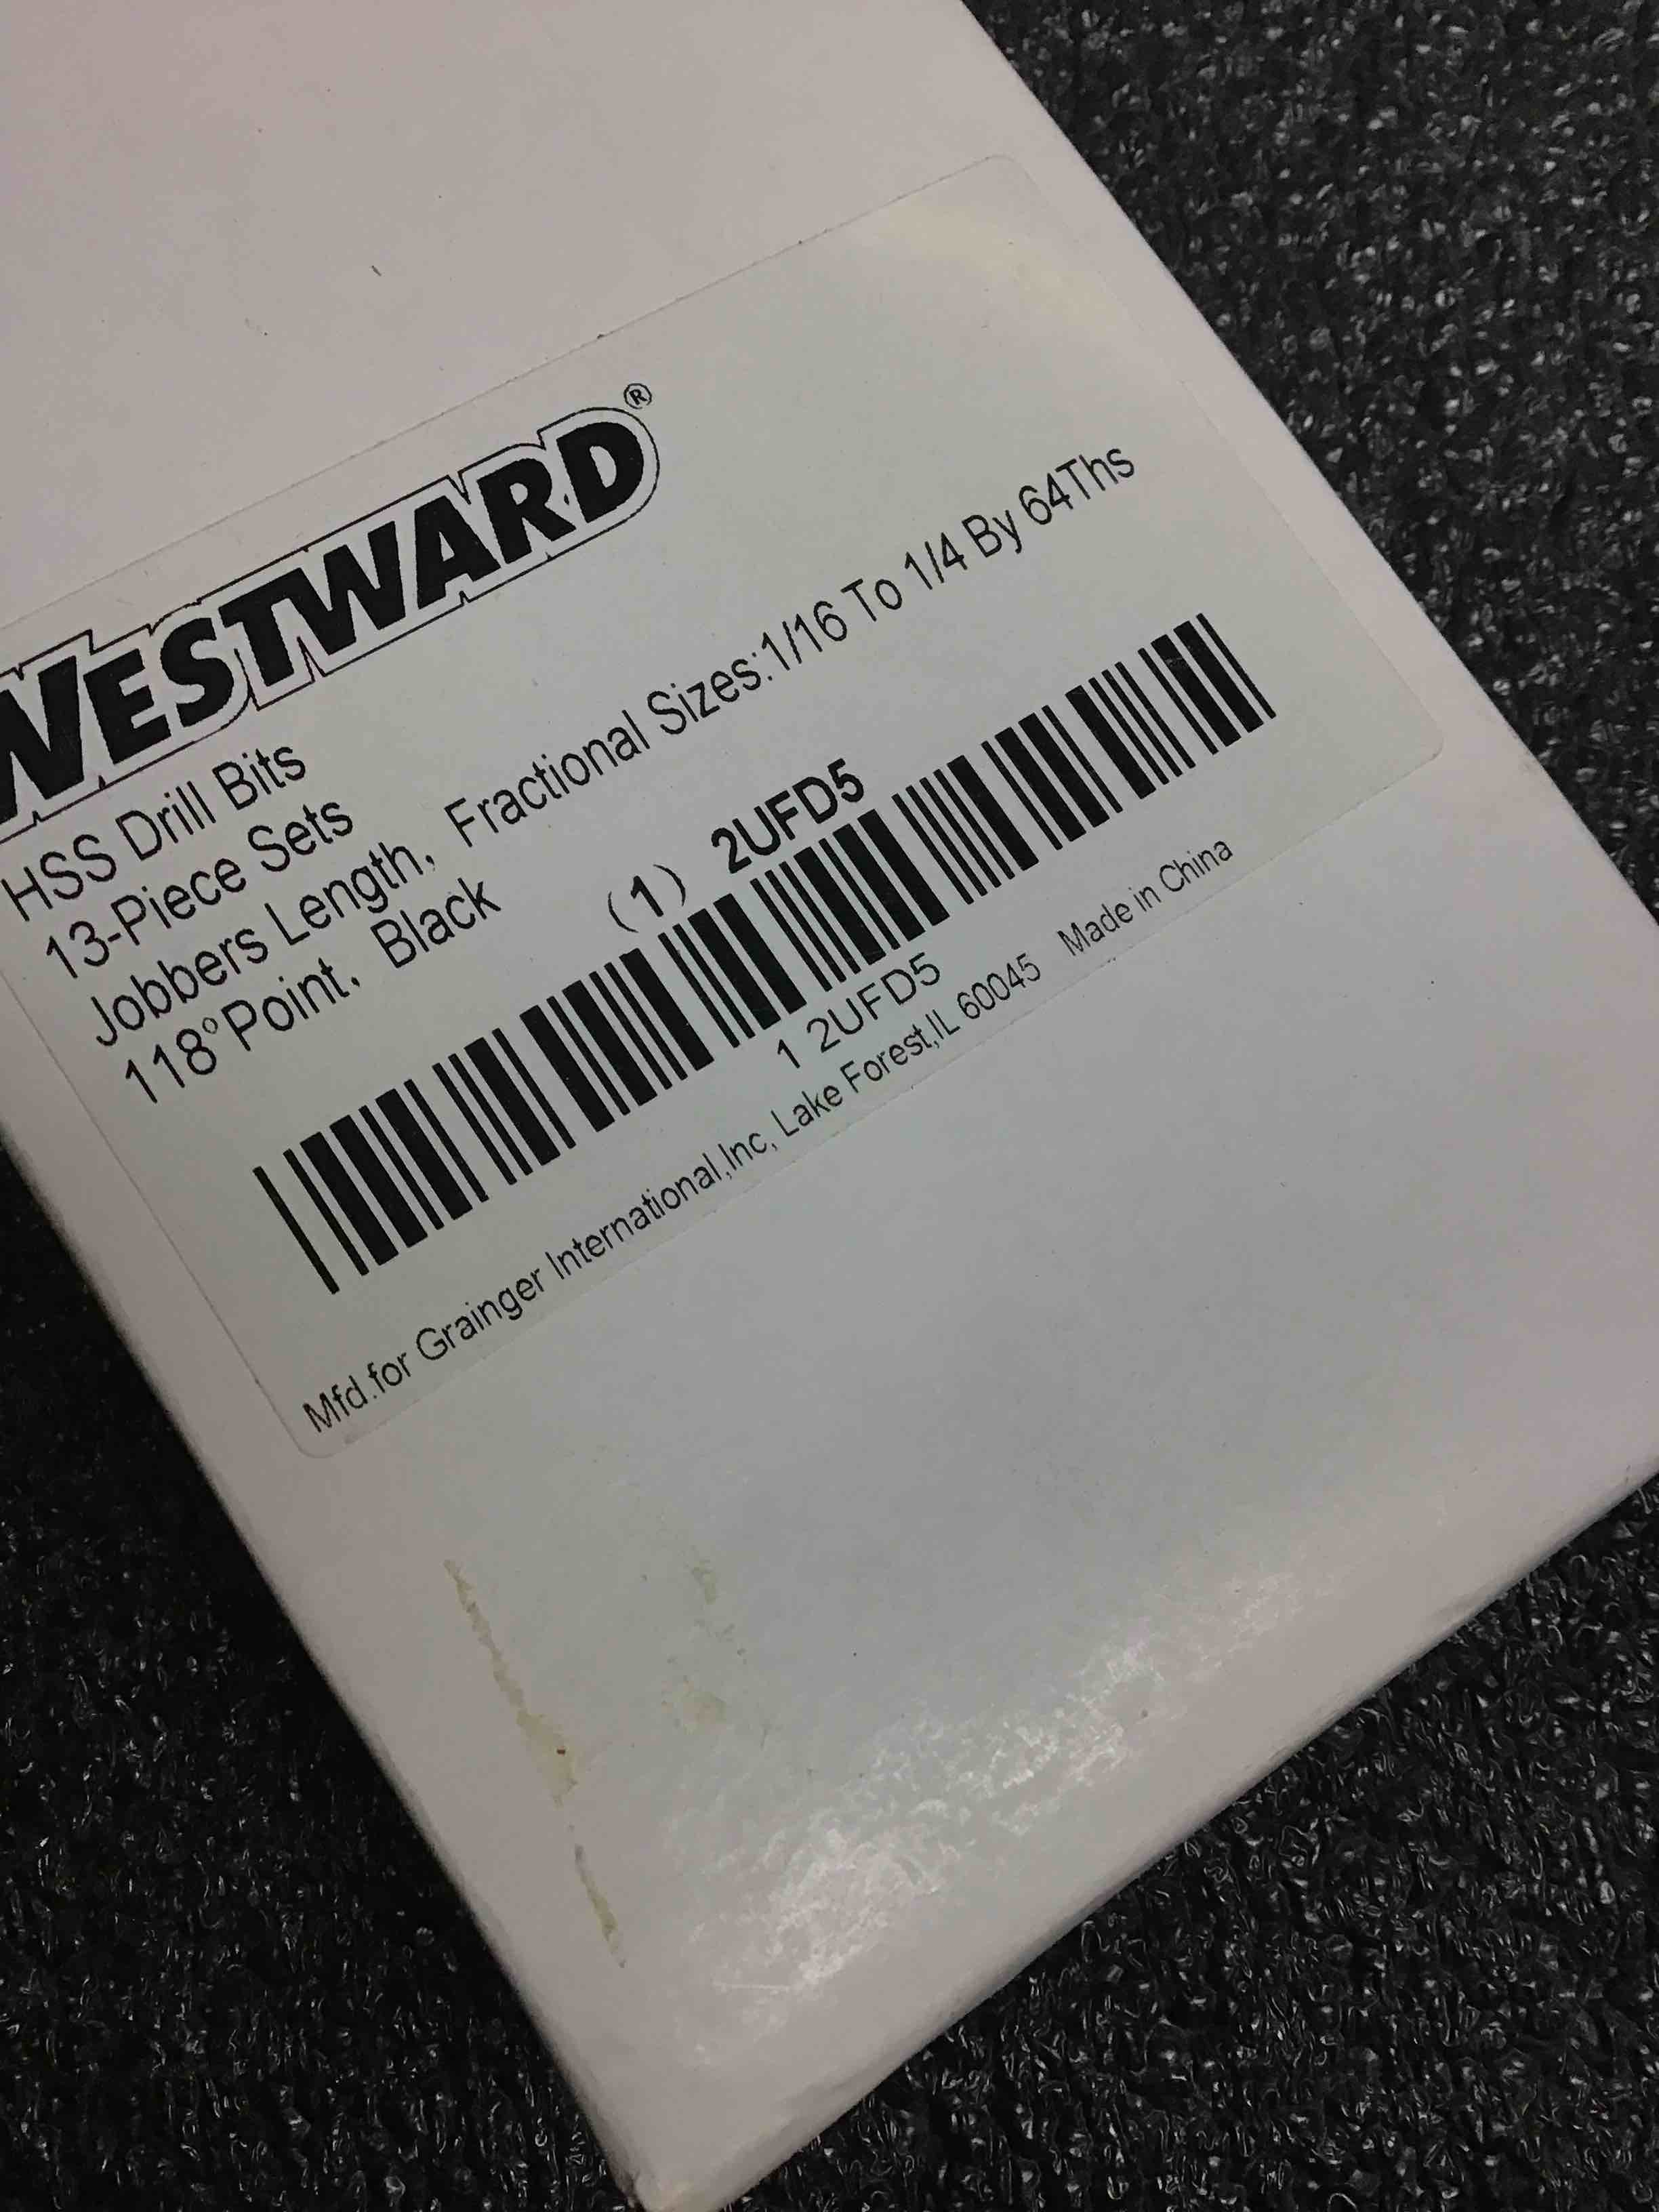 WESTWARD®
HSS Drill Bits
13-Piece Sets
Jobbers Length, Fractional Sizes:1/16 To 1/4 By 64Ths
118°Point, Black
(1) 2UFD5
1 2UFD5
Mfd.for Grainger International,Inc, Lake Forest,IL 60045 Made in China